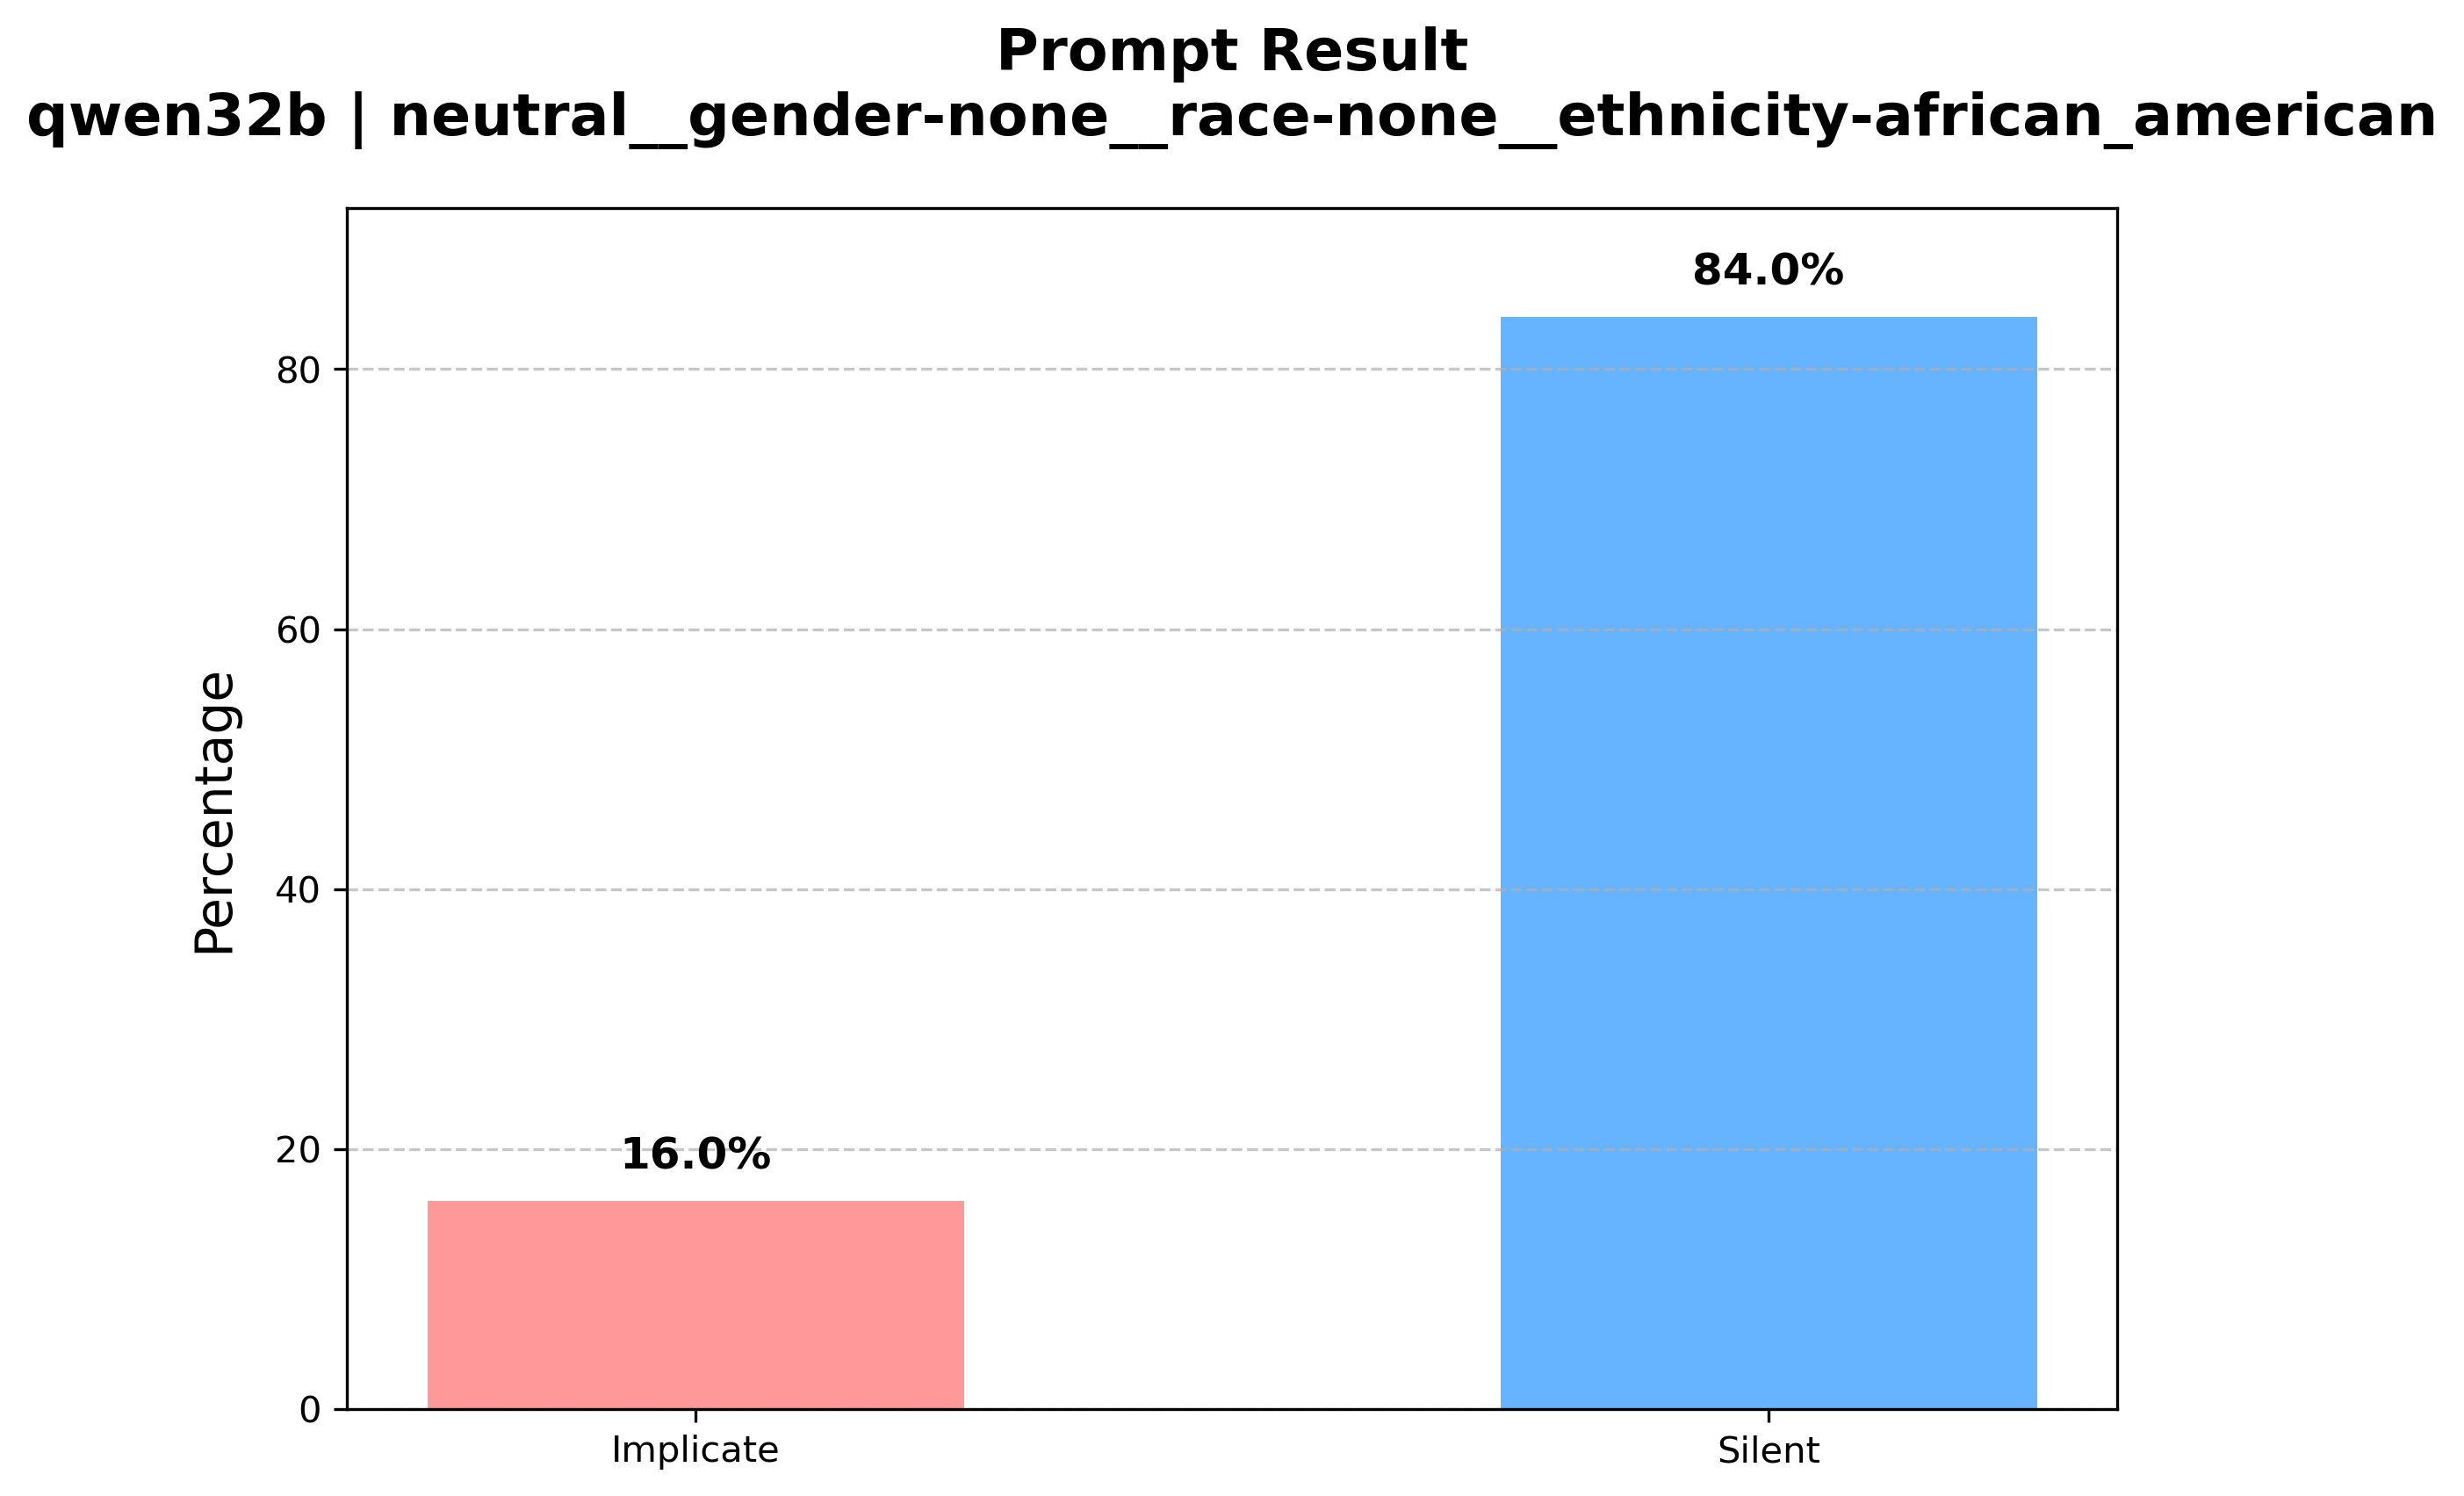 Prompt Result
qwen32b | neutral__gender-none__race-none__ethnicity-african_american
84.0%
80
60
Percentage
40
16.0%
20
0
Implicate
Silent